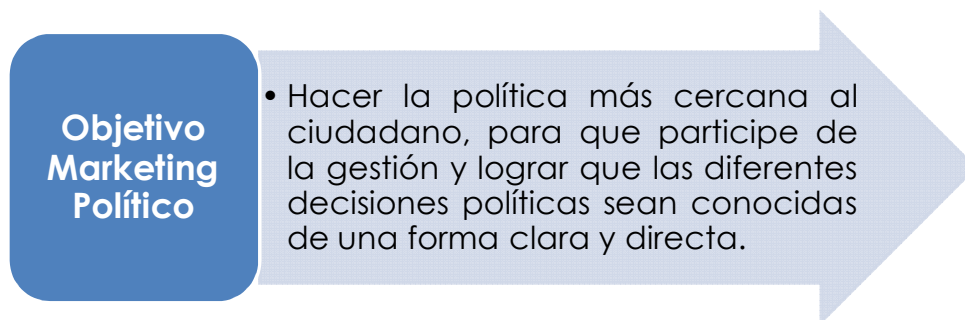 Objetivo
Marketing
Político
• Hacer la política más cercana al
ciudadano, para que participe de
la gestión y lograr que las diferentes
decisiones políticas sean conocidas
de una forma clara y directa.